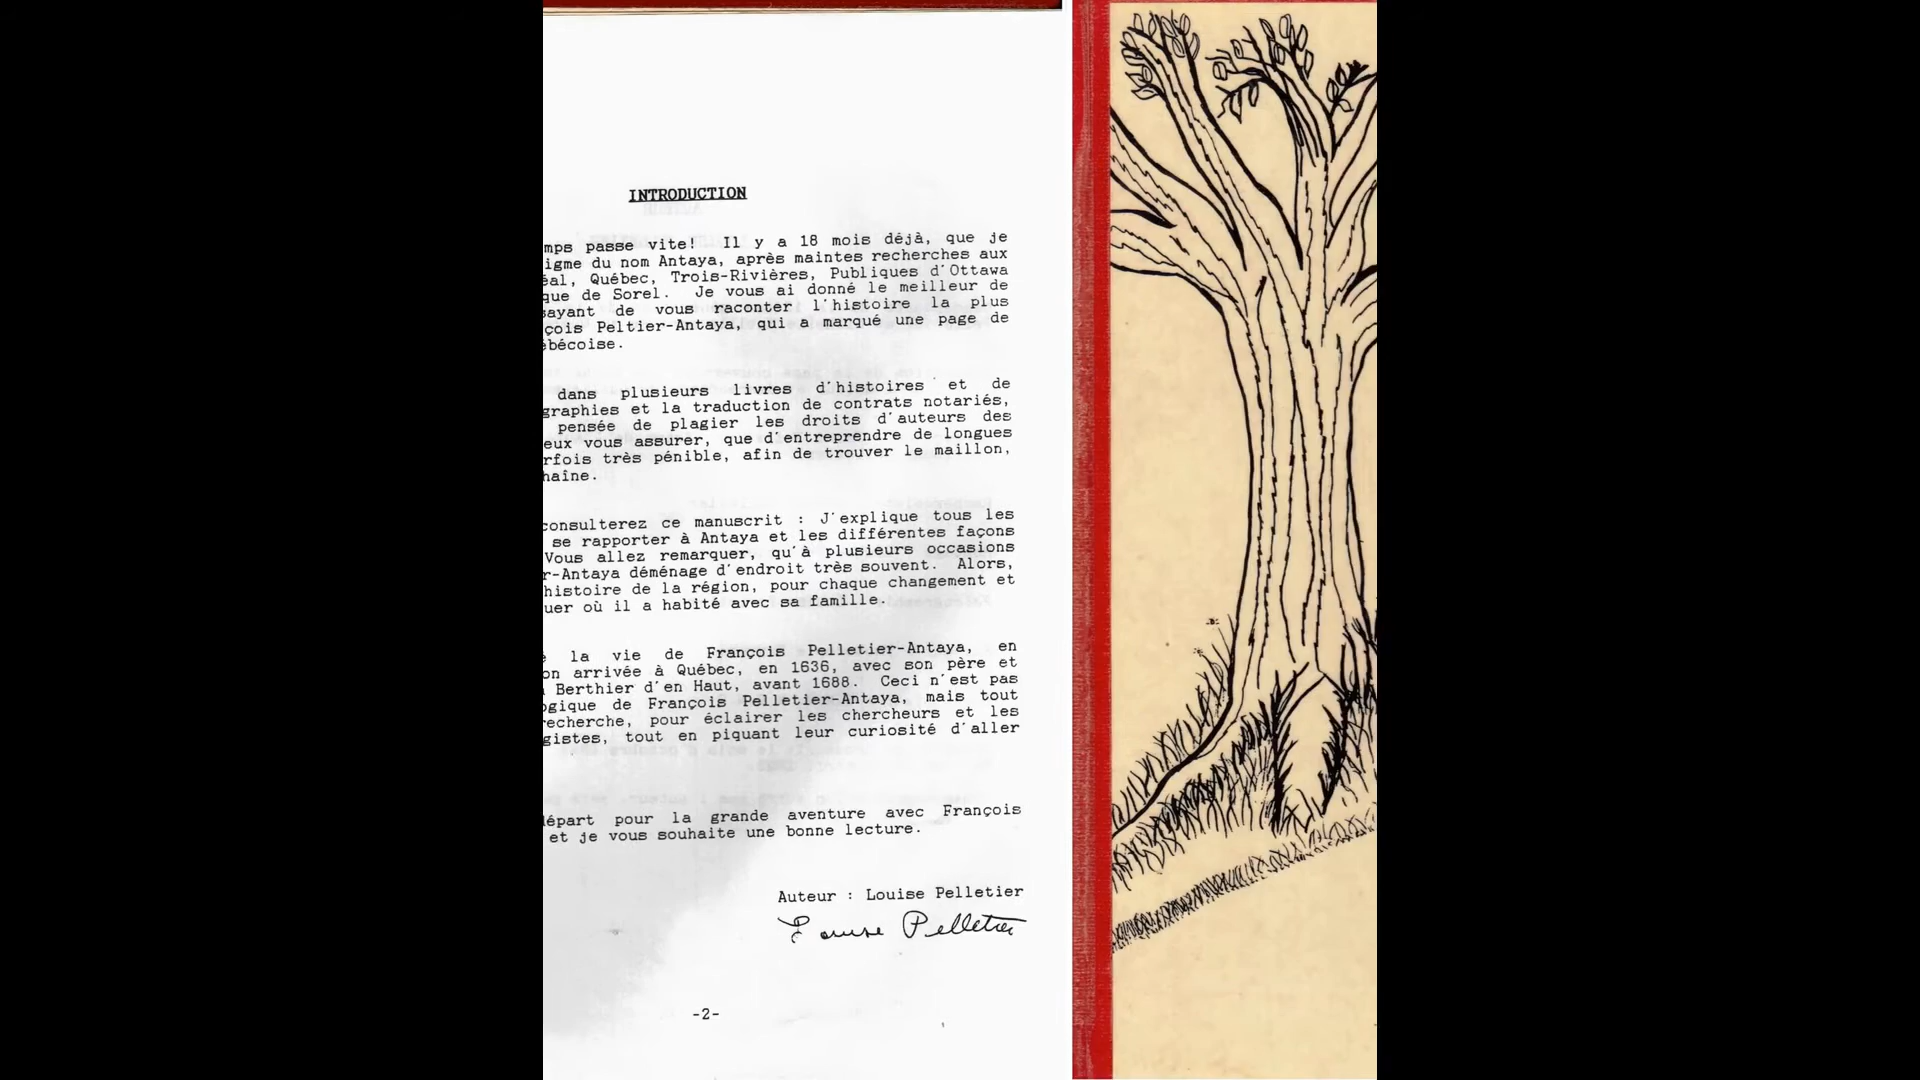 INTRODUCTION
mps passe vite! Il y a 18 mois déjà, que je
igme du nom Antaya, après maintes recherches aux
éal, Québec, Trois-Rivières, Publiques d'Ottawa
que de Sorel. Je vous ai donné le meilleur de
sayant de vous raconter l'histoire la plus
çois Peltier-Antaya, qui a marqué une page de
ébécoise.
dans plusieurs livres d'histoires et de
graphies et la traduction de contrats notariés,
pensée de plagier les droits d'auteurs des
eux vous assurer, que d'entreprendre de longues
rfois très pénible, afin de trouver le maillon,
haîne.
consulterez ce manuscrit : J'explique tous les
se rapporter à Antaya et les différentes façons
Vous allez remarquer, qu'à plusieurs occasions
r-Antaya déménage d'endroit très souvent. Alors,
histoire de la région, pour chaque changement et
uer où il a habité avec sa famille.
la vie de François Pelletier-Antaya, en
on arrivée à Québec, en 1636, avec son père et
Berthier d'en Haut, avant 1688. Ceci n'est pas
ogique de François Pelletier-Antaya, mais tout
recherche, pour éclairer les chercheurs et les
gistes, tout en piquant leur curiosité d'aller
départ pour la grande aventure avec François
et je vous souhaite une bonne lecture.
Auteur : Louise Pelletier
Louise Pelletier
-2-